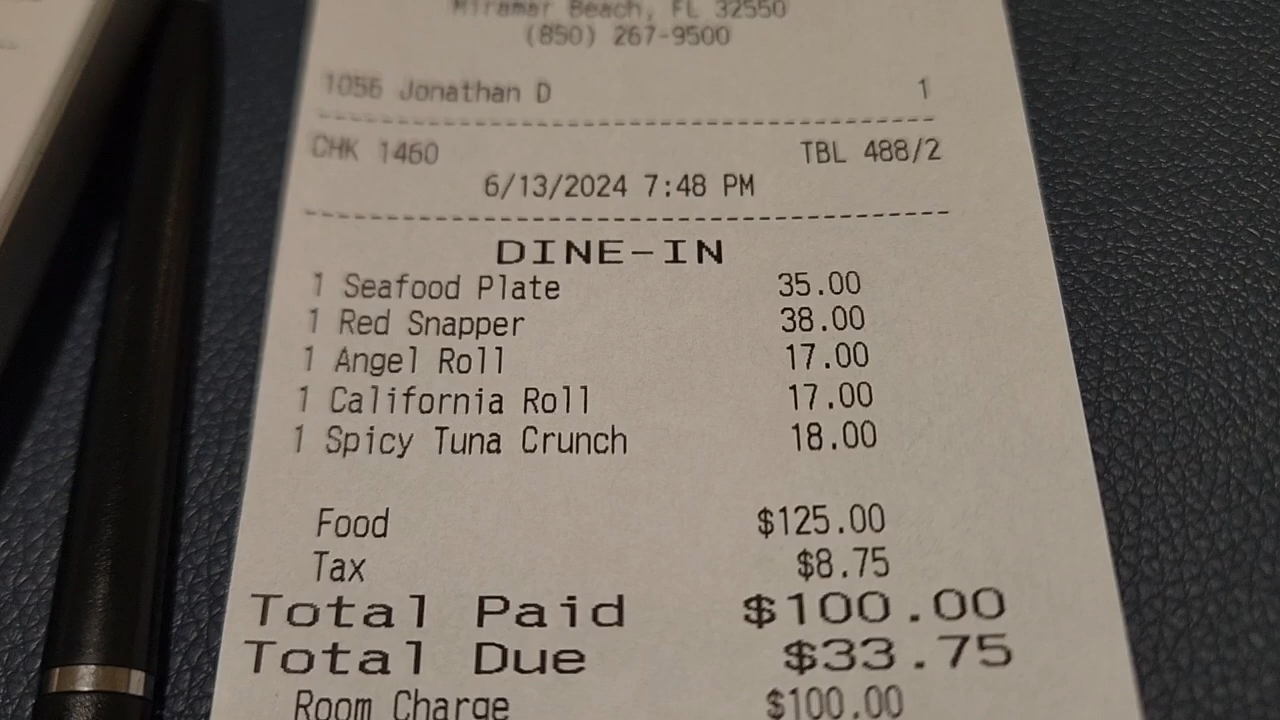 Miramar Beach, FL 32550
(850) 267-9500
1056 Jonathan D 1
CHK 1460 TBL 488/2
6/13/2024 7:48 PM
DINE-IN
1 Seafood Plate 35.00
1 Red Snapper 38.00
1 Angel Roll 17.00
1 California Roll 17.00
1 Spicy Tuna Crunch 18.00
Food $125.00
Tax $8.75
Total Paid $100.00
Total Due $33.75
Room Charge $100.00